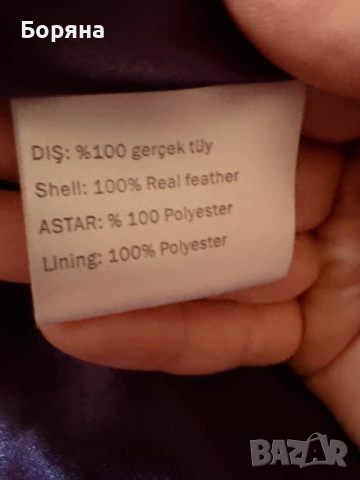 Боряна
DIŞ: %100 gerçek tüy
Shell: 100% Real feather
ASTAR: % 100 Polyester
Lining: 100% Polyester
BAZAR